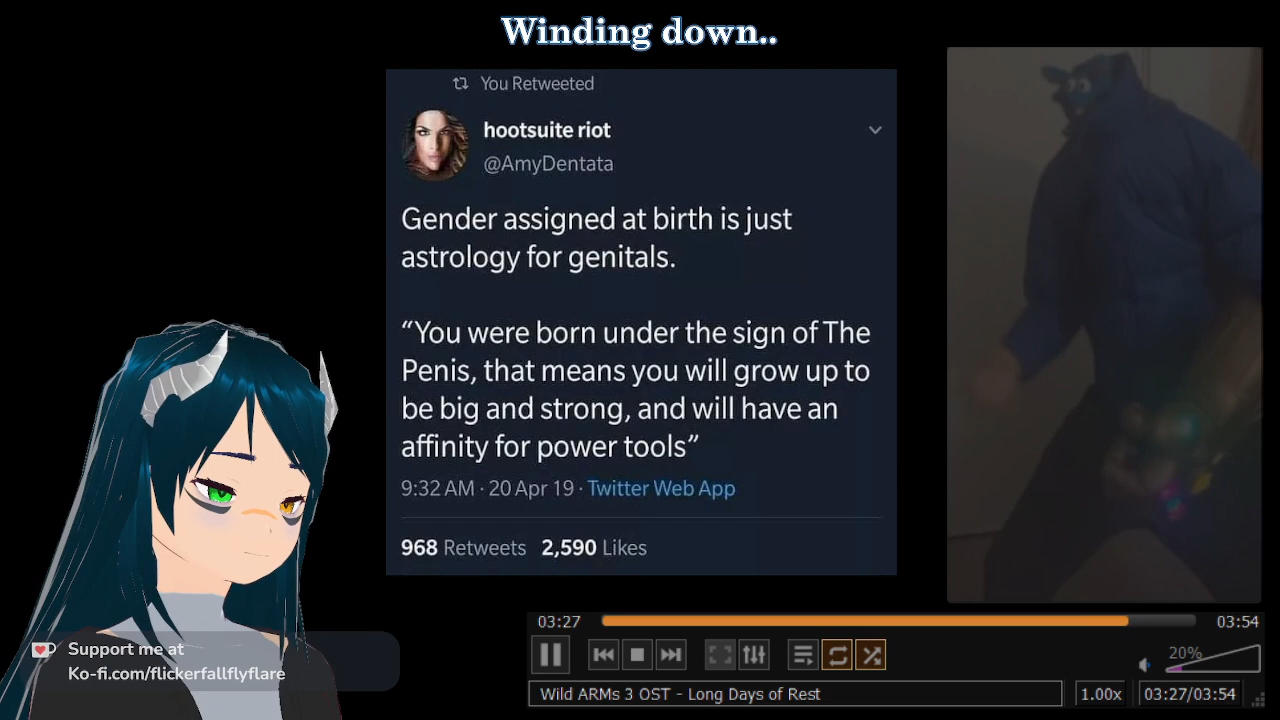 Winding down..
You Retweeted
hootsuite riot
@AmyDentata
Gender assigned at birth is just
astrology for genitals.
“You were born under the sign of The
Penis, that means you will grow up to
be big and strong, and will have an
affinity for power tools”
9:32 AM · 20 Apr 19 · Twitter Web App
968 Retweets 2,590 Likes
Support me at
Ko-fi.com/flickerfallflyflare
03:27 03:54
20%
Wild ARMs 3 OST - Long Days of Rest 1.00x 03:27/03:54